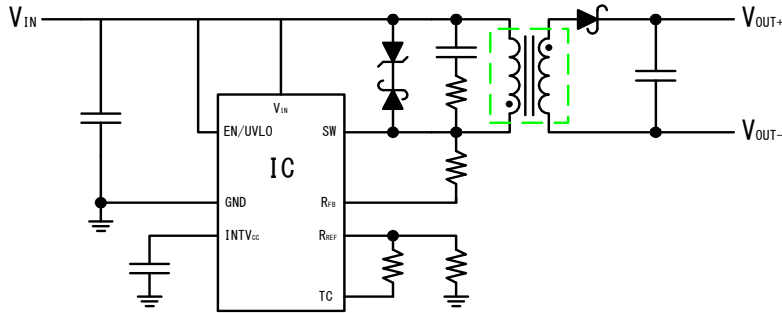 VIN
VOUT+
VIN
EN/UVLO
SW
VOUT-
IC
GND
RFB
INTVCC
RREF
TC